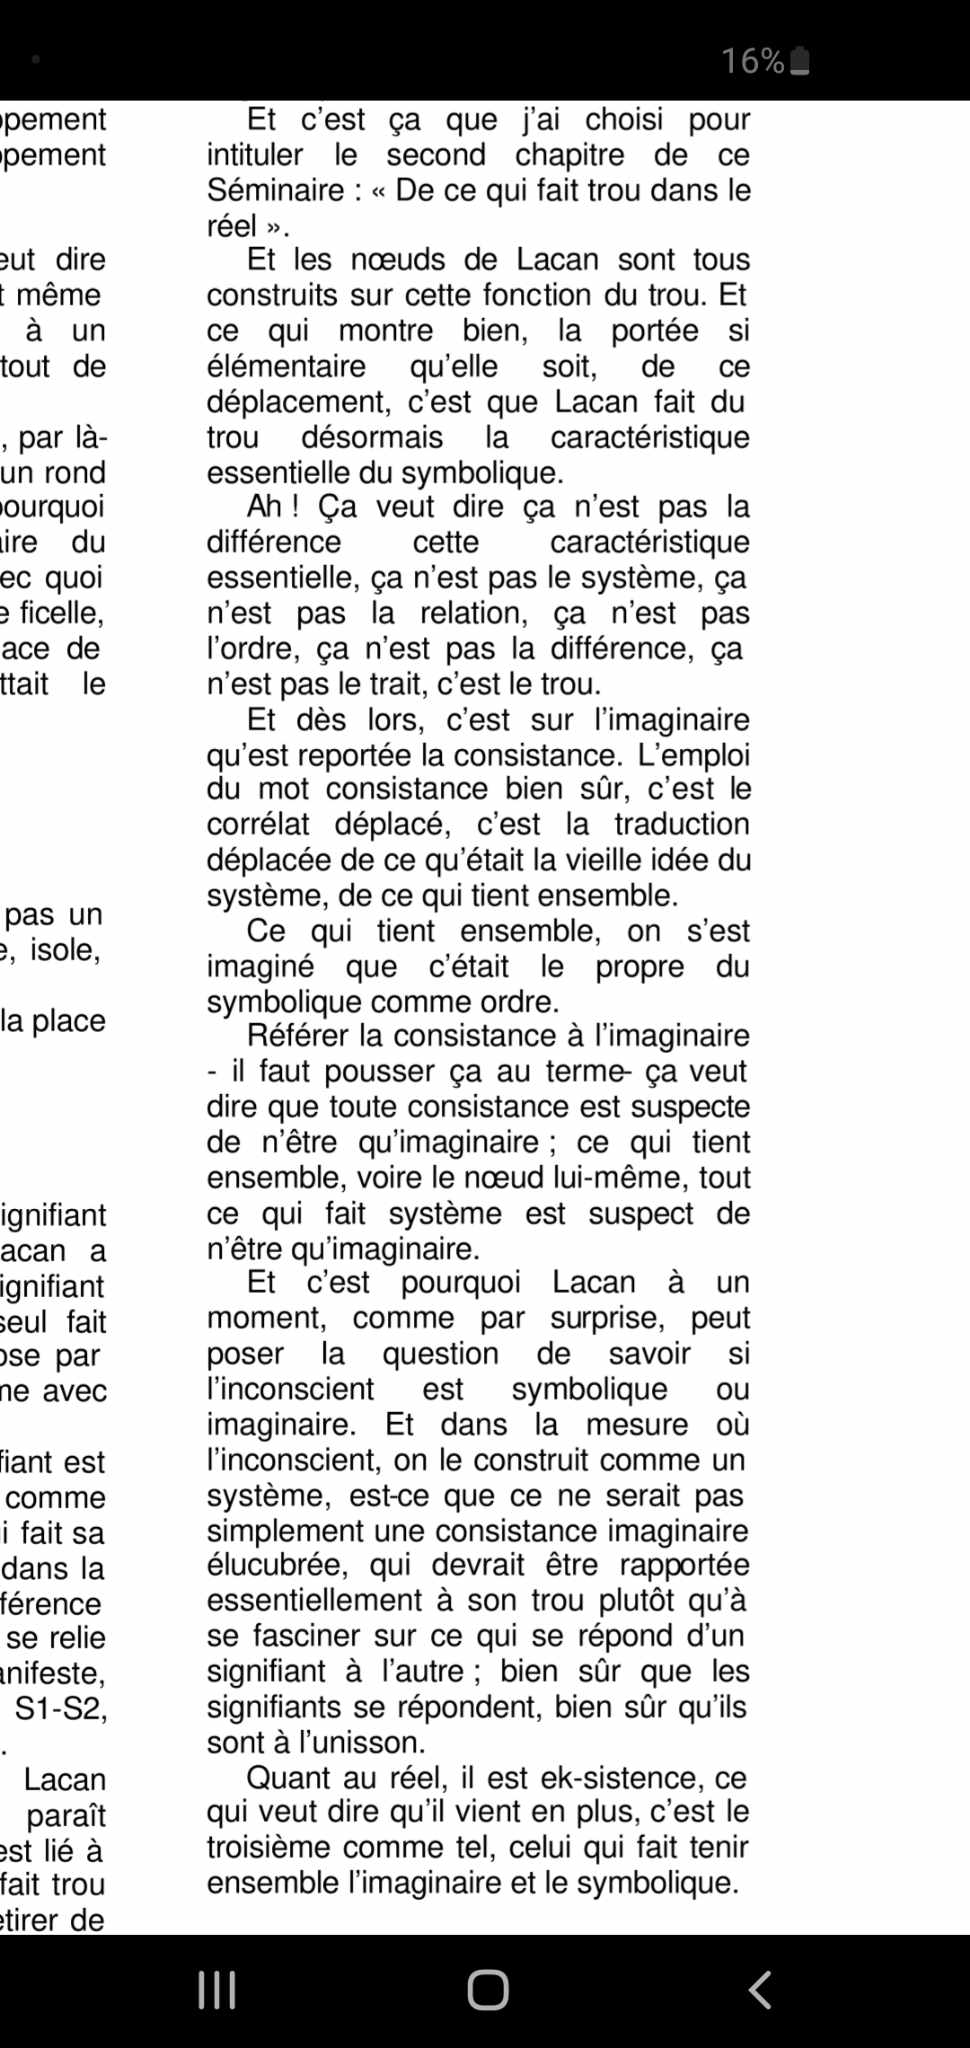 16%
pement
pement
eut dire
t même
à un
tout de
, par là-
un rond
ourquoi
ire du
ec quoi
e ficelle,
ace de
ttait le
pas un
e, isole,
la place
ignifiant
acan a
ignifiant
seul fait
ose par
ne avec
fiant est
comme
i fait sa
dans la
férence
se relie
anifeste,
S1-S2,
.
Lacan
paraît
est lié à
fait trou
etirer de
Et c’est ça que j’ai choisi pour
intituler le second chapitre de ce
Séminaire : « De ce qui fait trou dans le
réel ».
Et les nœuds de Lacan sont tous
construits sur cette fonction du trou. Et
ce qui montre bien, la portée si
élémentaire qu’elle soit, de ce
déplacement, c’est que Lacan fait du
trou désormais la caractéristique
essentielle du symbolique.
Ah ! Ça veut dire ça n’est pas la
différence cette caractéristique
essentielle, ça n’est pas le système, ça
n’est pas la relation, ça n’est pas
l’ordre, ça n’est pas la différence, ça
n’est pas le trait, c’est le trou.
Et dès lors, c’est sur l’imaginaire
qu’est reportée la consistance. L’emploi
du mot consistance bien sûr, c’est le
corrélat déplacé, c’est la traduction
déplacée de ce qu’était la vieille idée du
système, de ce qui tient ensemble.
Ce qui tient ensemble, on s’est
imaginé que c’était le propre du
symbolique comme ordre.
Référer la consistance à l’imaginaire
- il faut pousser ça au terme- ça veut
dire que toute consistance est suspecte
de n’être qu’imaginaire ; ce qui tient
ensemble, voire le nœud lui-même, tout
ce qui fait système est suspect de
n’être qu’imaginaire.
Et c’est pourquoi Lacan à un
moment, comme par surprise, peut
poser la question de savoir si
l’inconscient est symbolique ou
imaginaire. Et dans la mesure où
l’inconscient, on le construit comme un
système, est-ce que ce ne serait pas
simplement une consistance imaginaire
élucubrée, qui devrait être rapportée
essentiellement à son trou plutôt qu’à
se fasciner sur ce qui se répond d’un
signifiant à l’autre ; bien sûr que les
signifiants se répondent, bien sûr qu’ils
sont à l’unisson.
Quant au réel, il est ek-sistence, ce
qui veut dire qu’il vient en plus, c’est le
troisième comme tel, celui qui fait tenir
ensemble l’imaginaire et le symbolique.